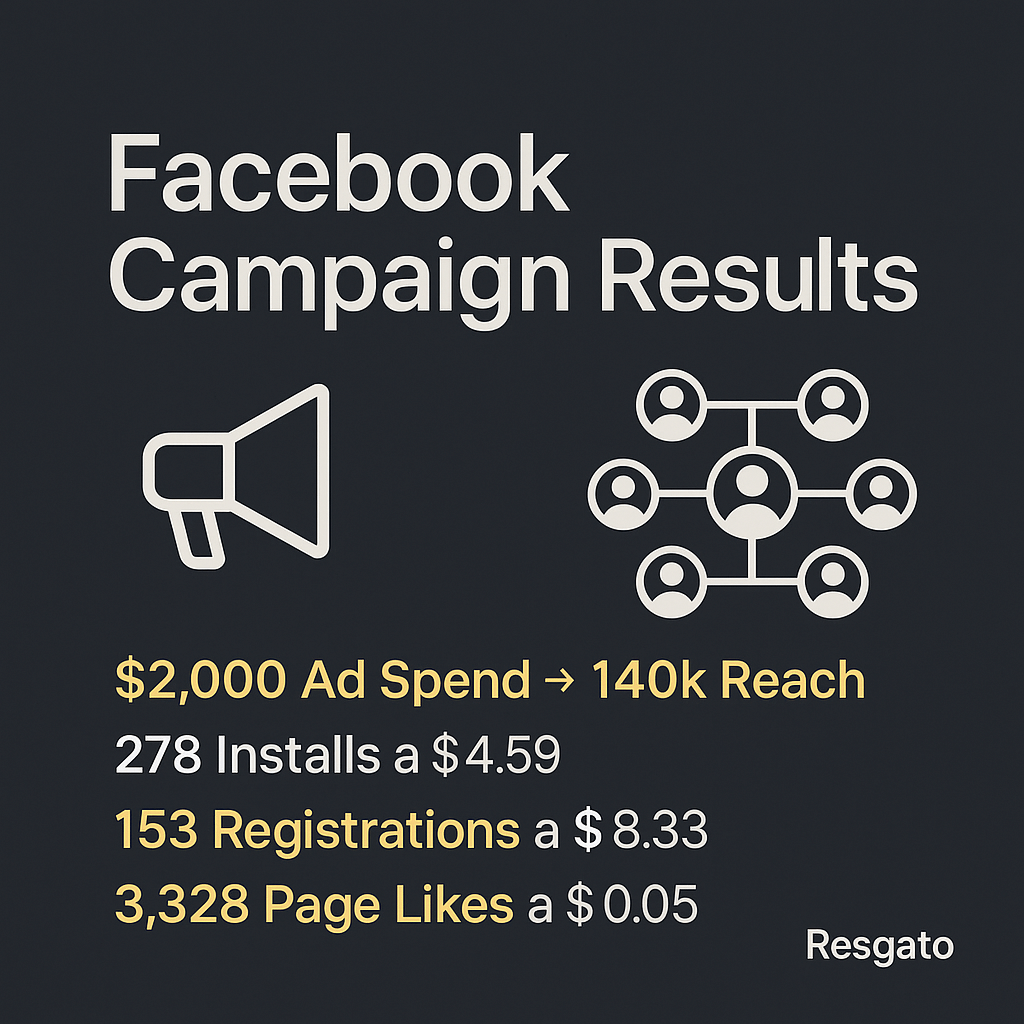 Facebook
Campaign Results
$2,000 Ad Spend → 140k Reach
278 Installs a $4.59
153 Registrations a $8.33
3,328 Page Likes a $0.05
Resgato